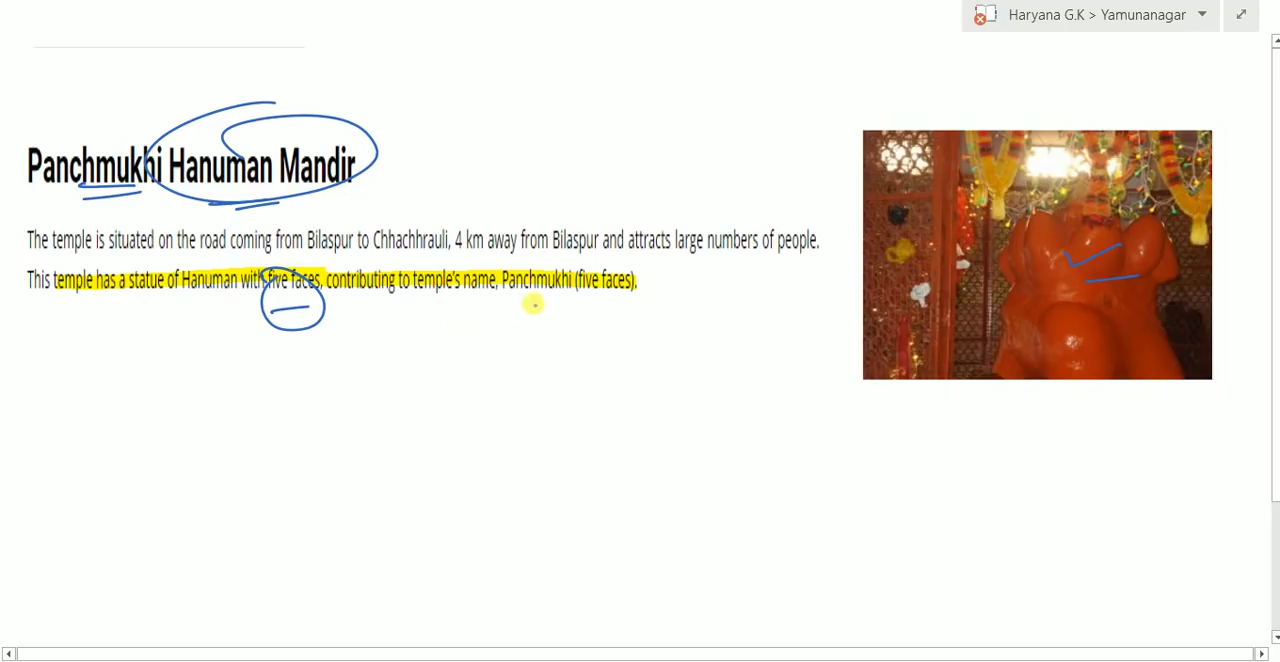 Haryana G.K > Yamunanagar
Panchmukhi Hanuman Mandir
The temple is situated on the road coming from Bilaspur to Chhachhrauli, 4 km away from Bilaspur and attracts large numbers of people.
This temple has a statue of Hanuman with five faces, contributing to temple's name, Panchmukhi (five faces).